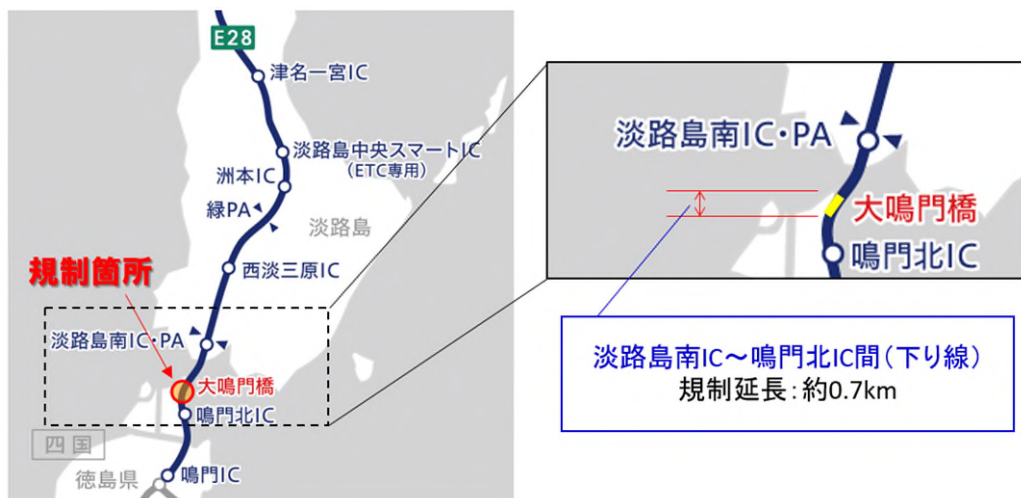 E28
津名一宮IC
淡路島中央スマートIC
(ETC専用)
洲本IC
緑PA
淡路島
西淡三原IC
規制箇所
淡路島南IC・PA
大鳴門橋
鳴門北IC
四国
徳島県
鳴門IC
淡路島南IC・PA
大鳴門橋
鳴門北IC
淡路島南IC～鳴門北IC間(下り線)
規制延長:約0.7km